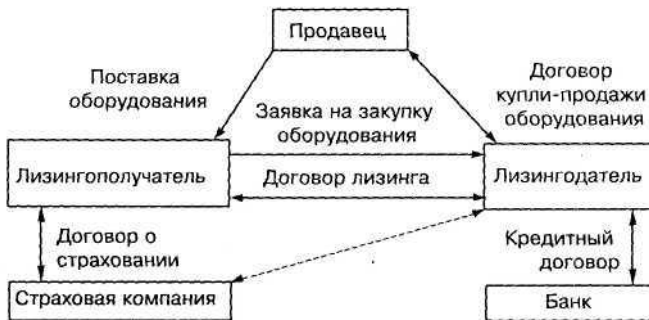 Продавец
Поставка
оборудования
Договор
купли-продажи
оборудования
Заявка на закупку
оборудования
Лизингополучатель
Договор лизинга
Лизингодатель
Договор о
страховании
Кредитный
договор
Страховая компания
Банк